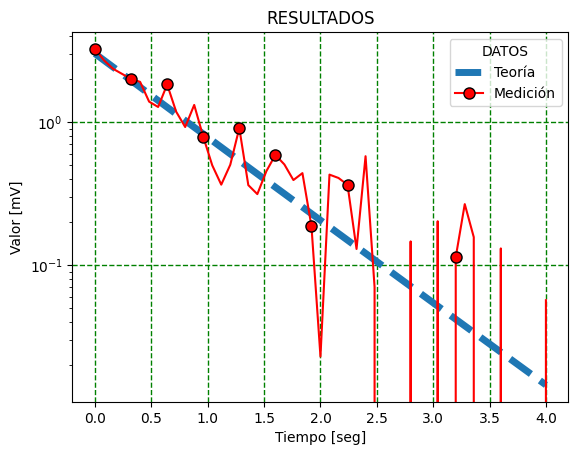 RESULTADOS
DATOS
Teoría
Medición
10⁰
10⁻¹
Valor [mV]
0.0 0.5 1.0 1.5 2.0 2.5 3.0 3.5 4.0
Tiempo [seg]